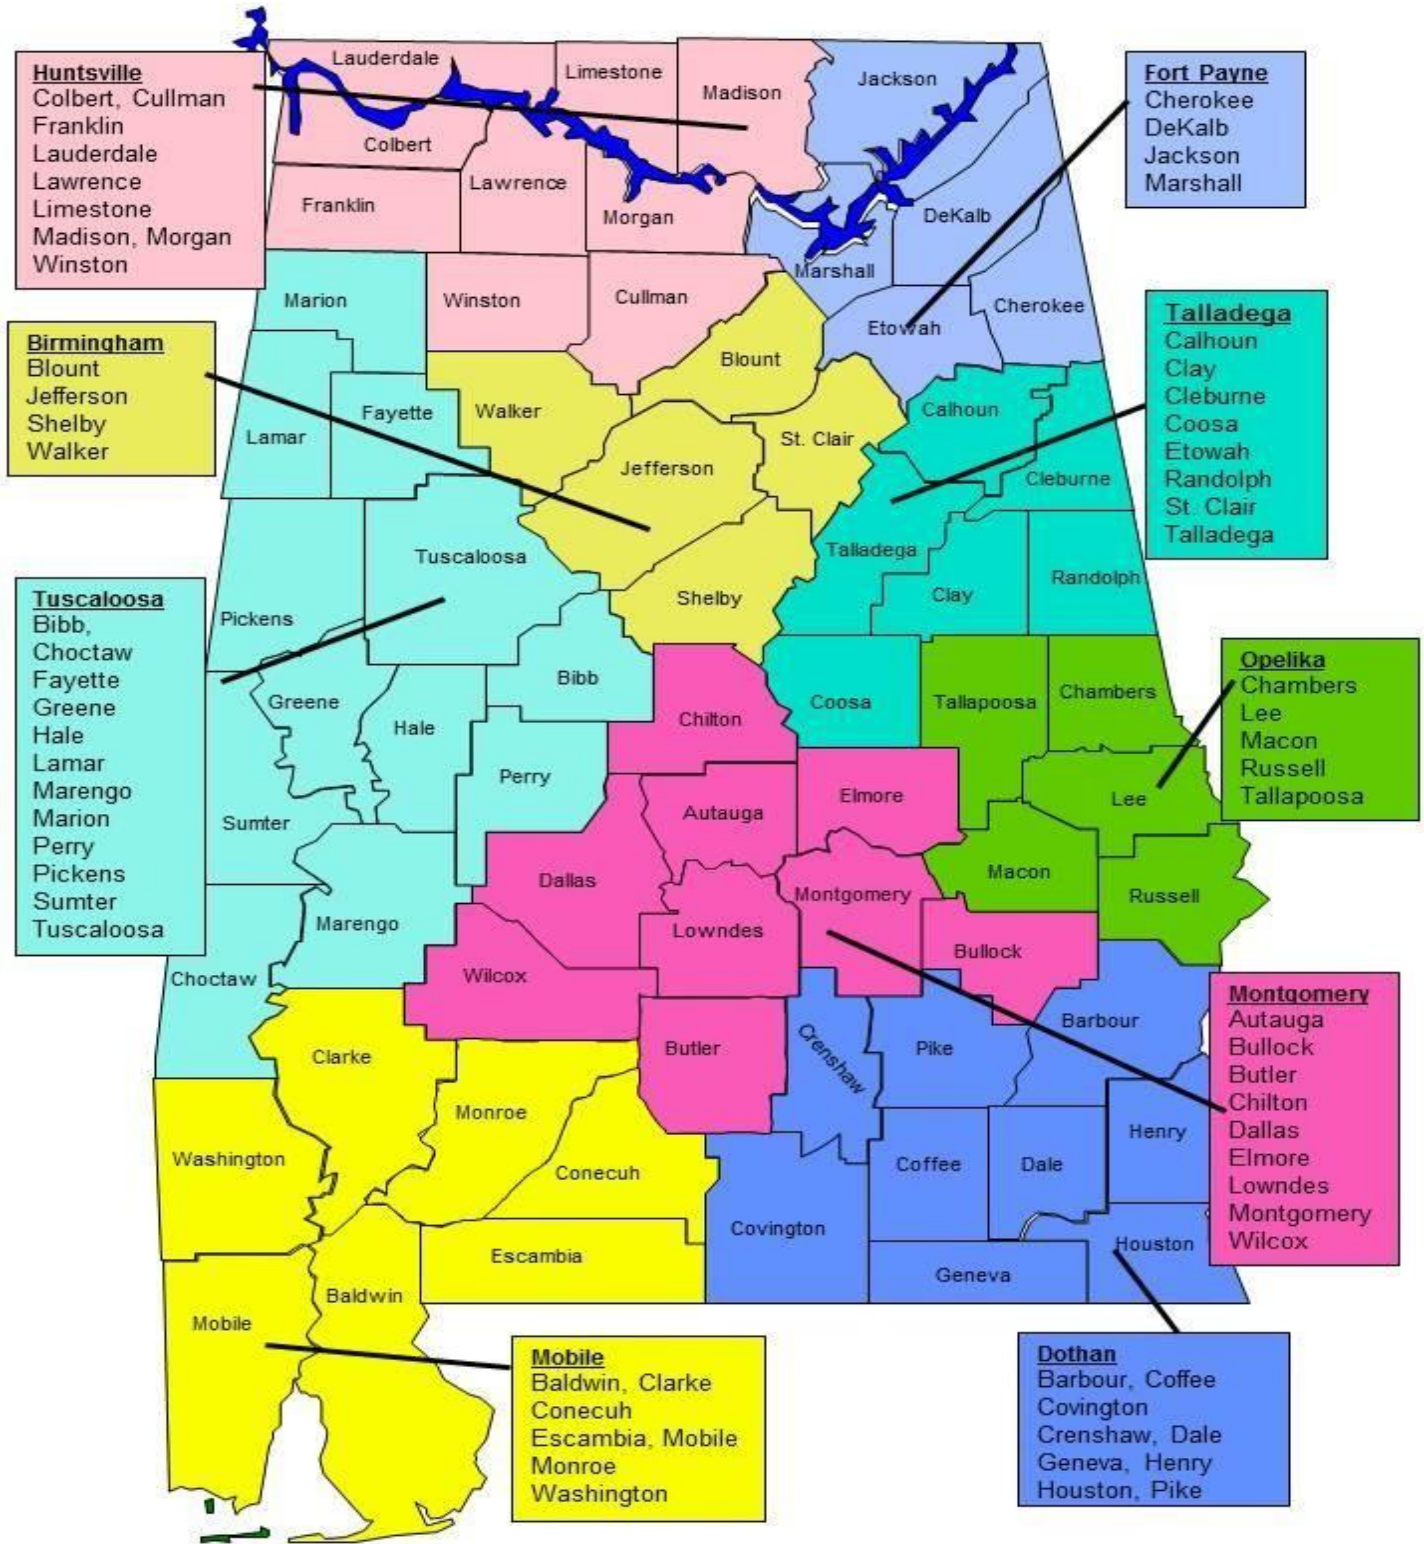 Huntsville
Colbert, Cullman
Franklin
Lauderdale
Lawrence
Limestone
Madison, Morgan
Winston
Birmingham
Blount
Jefferson
Shelby
Walker
Tuscaloosa
Bibb,
Choctaw
Fayette
Greene
Hale
Lamar
Marengo
Marion
Perry
Pickens
Sumter
Tuscaloosa
Fort Payne
Cherokee
DeKalb
Jackson
Marshall
Talladega
Calhoun
Clay
Cleburne
Coosa
Etowah
Randolph
St. Clair
Talladega
Opelika
Chambers
Lee
Macon
Russell
Tallapoosa
Montgomery
Autauga
Bullock
Butler
Chilton
Dallas
Elmore
Lowndes
Montgomery
Wilcox
Mobile
Baldwin, Clarke
Conecuh
Escambia, Mobile
Monroe
Washington
Dothan
Barbour, Coffee
Covington
Crenshaw, Dale
Geneva, Henry
Houston, Pike
Lauderdale
Limestone
Madison
Jackson
Colbert
Lawrence
Franklin
Morgan
DeKalb
Marshall
Marion
Winston
Cullman
Cherokee
Etowah
Blount
Lamar
Fayette
Walker
Calhoun
St. Clair
Jefferson
Cleburne
Tuscaloosa
Talladega
Randolph
Clay
Shelby
Pickens
Bibb
Greene
Hale
Chilton
Coosa
Tallapoosa
Chambers
Perry
Sumter
Autauga
Elmore
Lee
Dallas
Macon
Montgomery
Russell
Marengo
Lowndes
Bullock
Choctaw
Wilcox
Clarke
Butler
Crenshaw
Pike
Barbour
Monroe
Washington
Conecuh
Coffee
Dale
Henry
Covington
Escambia
Houston
Geneva
Baldwin
Mobile